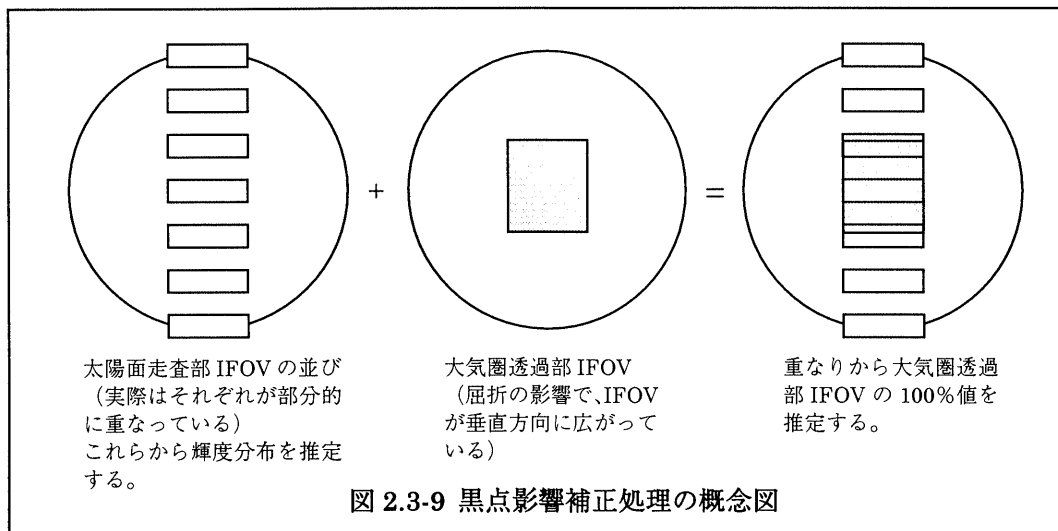 +
=
太陽面走査部 IFOV の並び
（実際はそれぞれが部分的
に重なっている）
これらから輝度分布を推定
する。
大気圏透過部 IFOV
（屈折の影響で、IFOV
が垂直方向に広がって
いる）
重なりから大気圏透過
部 IFOV の 100%値を
推定する。
図 2.3-9 黒点影響補正処理の概念図